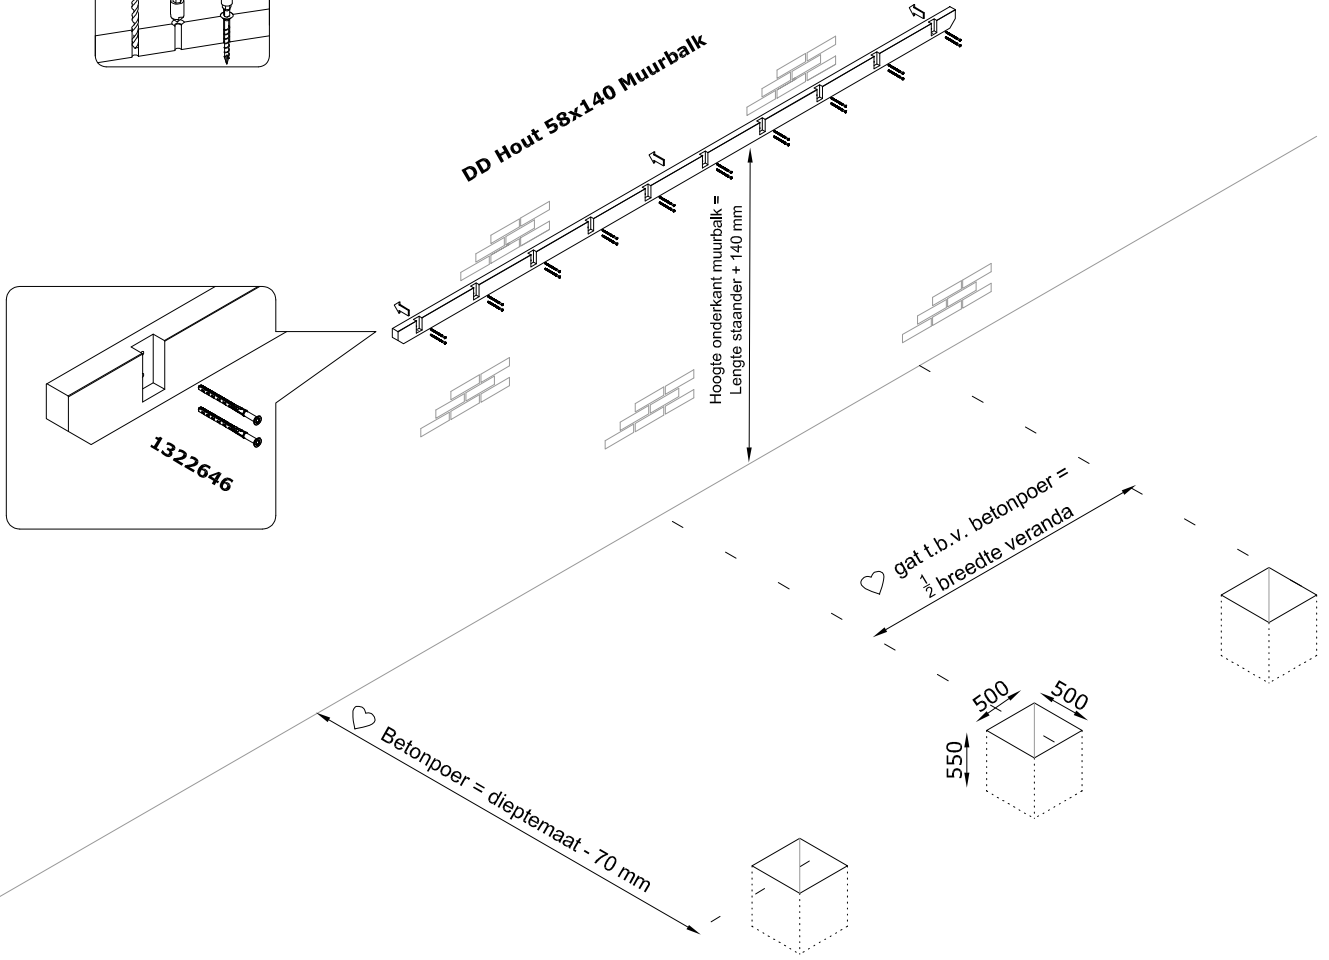 DD Hout 58x140 Muurbalk
Hoogte onderkant muurbalk =
Lengte staander + 140 mm
1322646
gat t.b.v. betonpoer =
1/2 breedte veranda
500
500
550
Betonpoer = dieptemaat - 70 mm